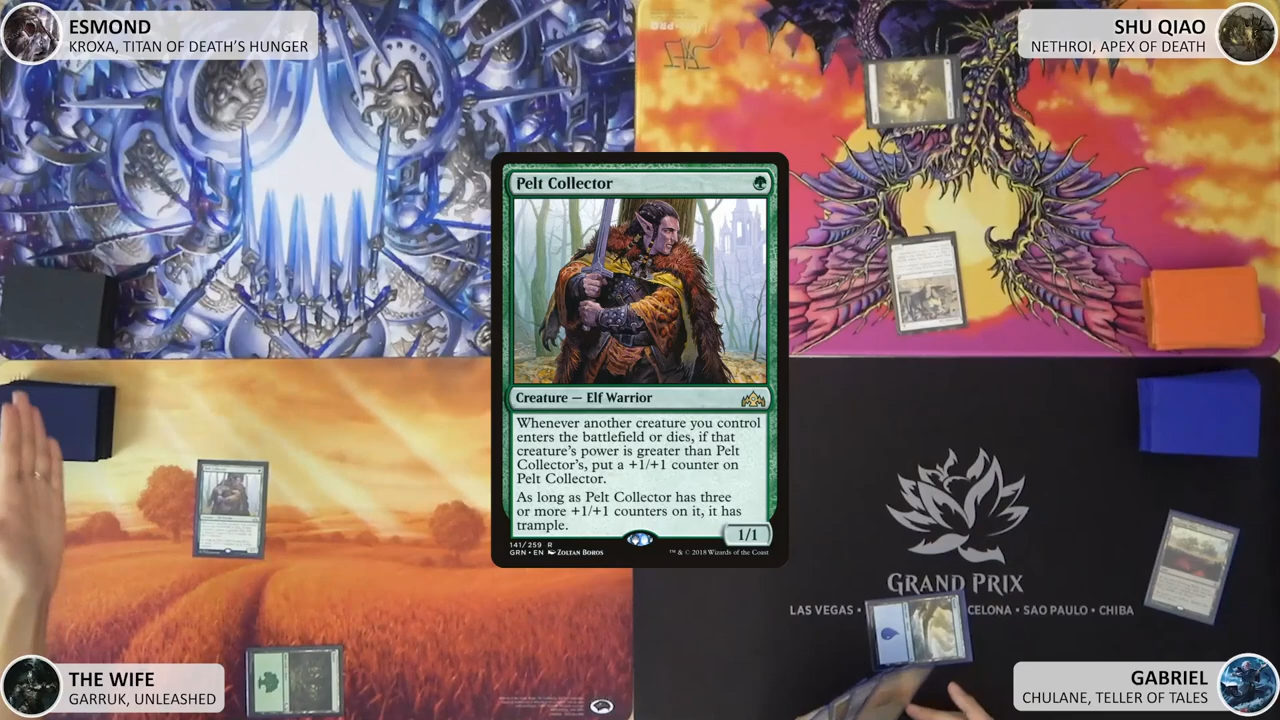 ESMOND
KROXA, TITAN OF DEATH'S HUNGER
SHU QIAO
NETHROI, APEX OF DEATH
Pelt Collector
Creature — Elf Warrior
Whenever another creature you control
enters the battlefield or dies, if that
creature's power is greater than Pelt
Collector's, put a +1/+1 counter on
Pelt Collector.
As long as Pelt Collector has three
or more +1/+1 counters on it, it has
trample.
1/1
141/259 R
GRN • EN ZOLTAN BOROS
™ & © 2018 Wizards of the Coast
GRAND PRIX
LAS VEGAS • CELONA • SAO PAULO • CHIBA
THE WIFE
GARRUK, UNLEASHED
GABRIEL
CHULANE, TELLER OF TALES